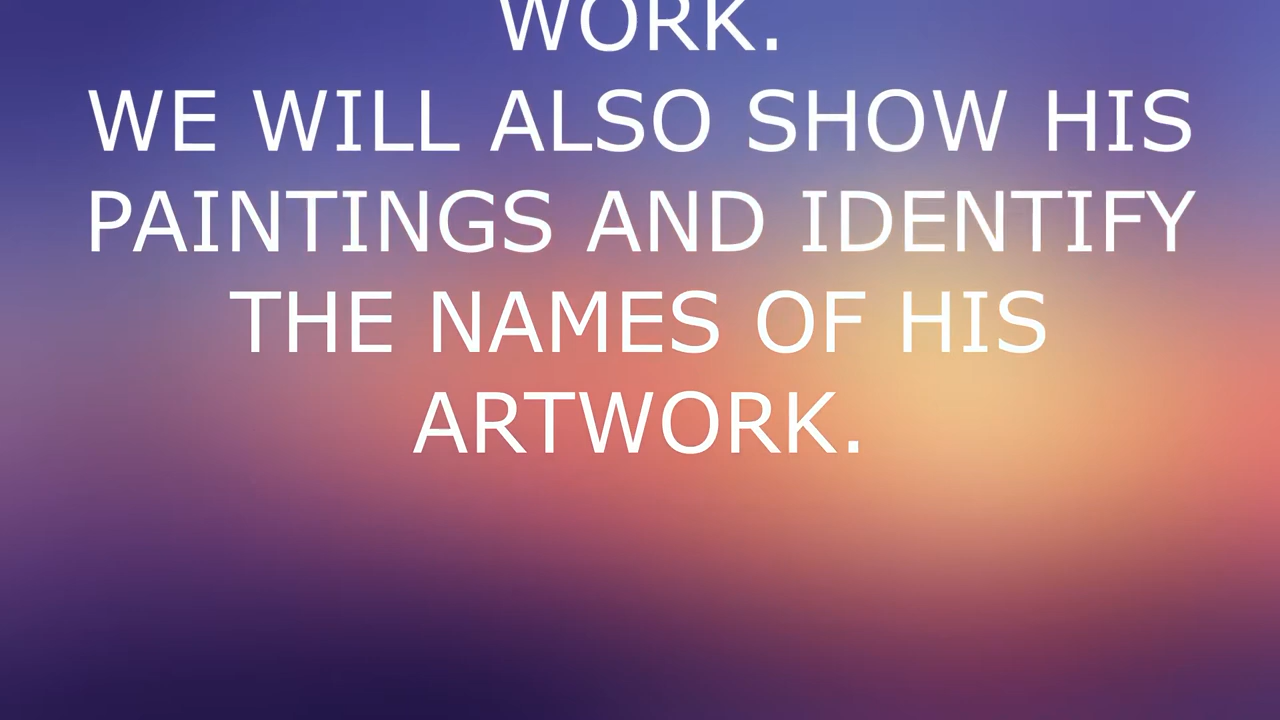 WORK.
WE WILL ALSO SHOW HIS
PAINTINGS AND IDENTIFY
THE NAMES OF HIS
ARTWORK.